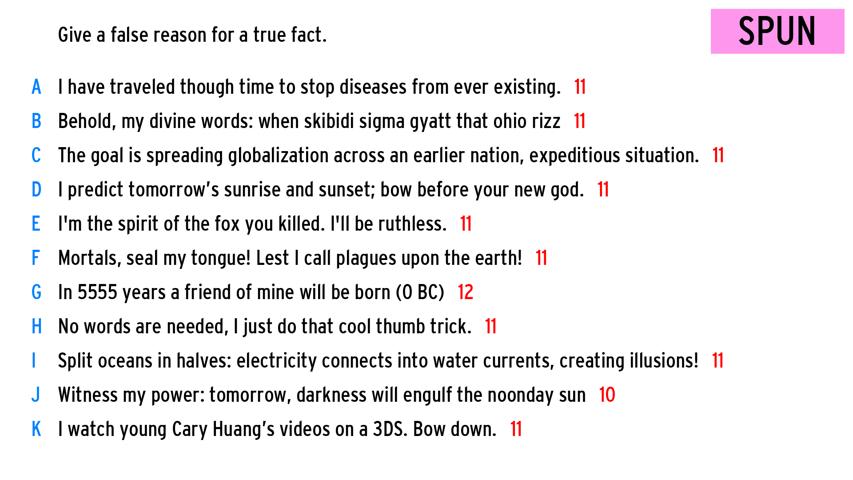 Give a false reason for a true fact.
SPUN
A I have traveled though time to stop diseases from ever existing. 11
B Behold, my divine words: when skibidi sigma gyatt that ohio rizz 11
C The goal is spreading globalization across an earlier nation, expeditious situation. 11
D I predict tomorrow's sunrise and sunset; bow before your new god. 11
E I'm the spirit of the fox you killed. I'll be ruthless. 11
F Mortals, seal my tongue! Lest I call plagues upon the earth! 11
G In 5555 years a friend of mine will be born (0 BC) 12
H No words are needed, I just do that cool thumb trick. 11
I Split oceans in halves: electricity connects into water currents, creating illusions! 11
J Witness my power: tomorrow, darkness will engulf the noonday sun 10
K I watch young Cary Huang's videos on a 3DS. Bow down. 11